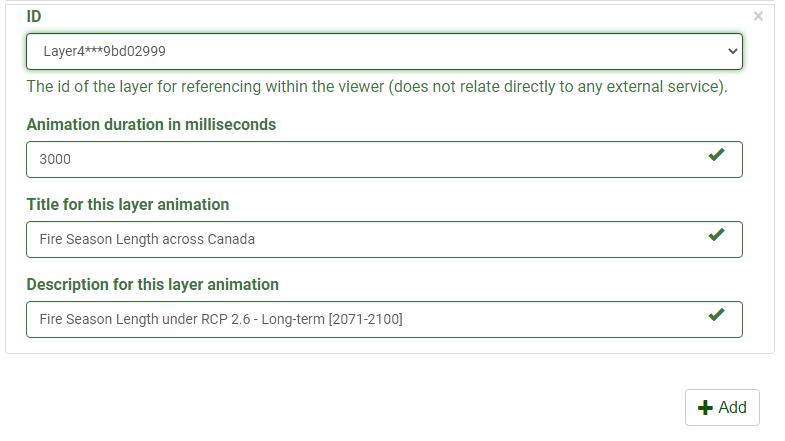 ID
×
Layer4***9bd02999
The id of the layer for referencing within the viewer (does not relate directly to any external service).
Animation duration in milliseconds
3000
Title for this layer animation
Fire Season Length across Canada
Description for this layer animation
Fire Season Length under RCP 2.6 - Long-term [2071-2100]
Add